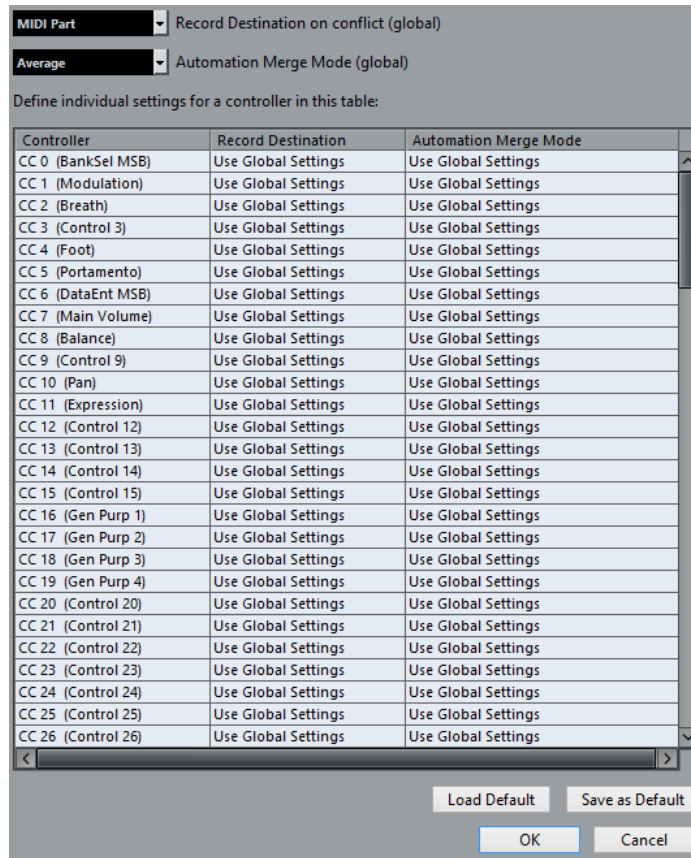 MIDI Part Record Destination on conflict (global)
Average Automation Merge Mode (global)
Define individual settings for a controller in this table:
Controller Record Destination Automation Merge Mode
CC 0 (BankSel MSB) Use Global Settings Use Global Settings
CC 1 (Modulation) Use Global Settings Use Global Settings
CC 2 (Breath) Use Global Settings Use Global Settings
CC 3 (Control 3) Use Global Settings Use Global Settings
CC 4 (Foot) Use Global Settings Use Global Settings
CC 5 (Portamento) Use Global Settings Use Global Settings
CC 6 (DataEnt MSB) Use Global Settings Use Global Settings
CC 7 (Main Volume) Use Global Settings Use Global Settings
CC 8 (Balance) Use Global Settings Use Global Settings
CC 9 (Control 9) Use Global Settings Use Global Settings
CC 10 (Pan) Use Global Settings Use Global Settings
CC 11 (Expression) Use Global Settings Use Global Settings
CC 12 (Control 12) Use Global Settings Use Global Settings
CC 13 (Control 13) Use Global Settings Use Global Settings
CC 14 (Control 14) Use Global Settings Use Global Settings
CC 15 (Control 15) Use Global Settings Use Global Settings
CC 16 (Gen Purp 1) Use Global Settings Use Global Settings
CC 17 (Gen Purp 2) Use Global Settings Use Global Settings
CC 18 (Gen Purp 3) Use Global Settings Use Global Settings
CC 19 (Gen Purp 4) Use Global Settings Use Global Settings
CC 20 (Control 20) Use Global Settings Use Global Settings
CC 21 (Control 21) Use Global Settings Use Global Settings
CC 22 (Control 22) Use Global Settings Use Global Settings
CC 23 (Control 23) Use Global Settings Use Global Settings
CC 24 (Control 24) Use Global Settings Use Global Settings
CC 25 (Control 25) Use Global Settings Use Global Settings
CC 26 (Control 26) Use Global Settings Use Global Settings
Load Default Save as Default
OK Cancel